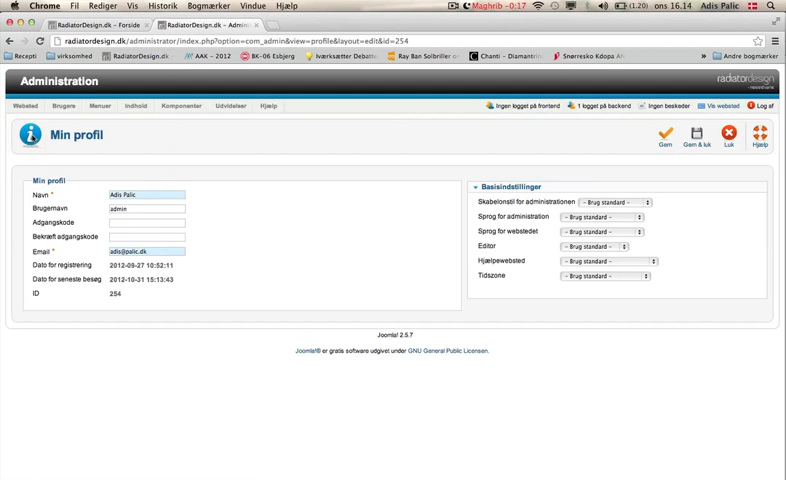 Chrome Fil Rediger Vis Historik Bogmærker Vindue Hjælp Maghrib -0:17 (1.20) ons 16.14 Adis Palic
RadiatorDesign.dk - Forside RadiatorDesign.dk - Admin
radiatordesign.dk/administrator/index.php?option=com_admin&view=profile&layout=edit&id=254
Recepti virksomhed RadiatorDesign.dk AAK - 2012 BK-06 Esbjerg Iværksætter Debatte Ray Ban Solbriller on Chanti - Diamantrin Snørresko Kdopa AF » Andre bogmærker
Administration
radiatordesign
Websted Brugere Menuer Indhold Komponenter Udvidelser Hjælp Ingen logget på frontend 1 logget på backend Ingen beskeder Vis websted Log af
Min profil
Gem Gem & luk Luk Hjælp
Min profil
Navn * Adis Palic
Brugernavn admin
Adgangskode
Bekræft adgangskode
Email * adis@palic.dk
Dato for registrering 2012-09-27 10:52:11
Dato for seneste besøg 2012-10-31 15:13:43
ID 254
Basisindstillinger
Skabelonstil for administrationen - Brug standard -
Sprog for administration - Brug standard -
Sprog for webstedet - Brug standard -
Editor - Brug standard -
Hjælpewebsted - Brug standard -
Tidszone - Brug standard -
Joomla! 2.5.7
Joomla!® er gratis software udgivet under GNU General Public Licensen.